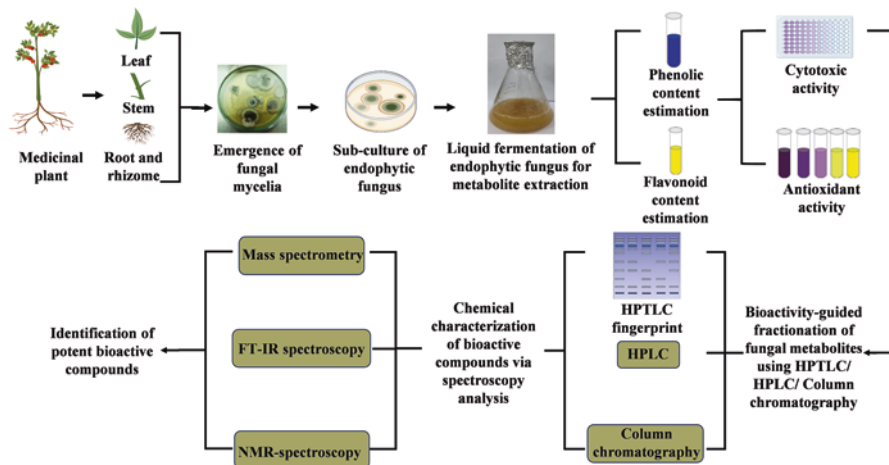 Leaf
Stem
Medicinal
plant
Root and
rhizome
Emergence of
fungal
mycelia
Sub-culture of
endophytic
fungus
Liquid fermentation of
endophytic fungus for
metabolite extraction
Phenolic
content
estimation
Flavonoid
content
estimation
Cytotoxic
activity
Antioxidant
activity
Bioactivity-guided
fractionation
of
fungal metabolites
using HPTLC/
HPLC/ Column
chromatography
HPTLC
fingerprint
HPLC
Column
chromatography
Chemical
characterization
of bioactive
compounds via
spectroscopy
analysis
Mass spectrometry
FT-IR spectroscopy
NMR-spectroscopy
Identification of
potent bioactive
compounds